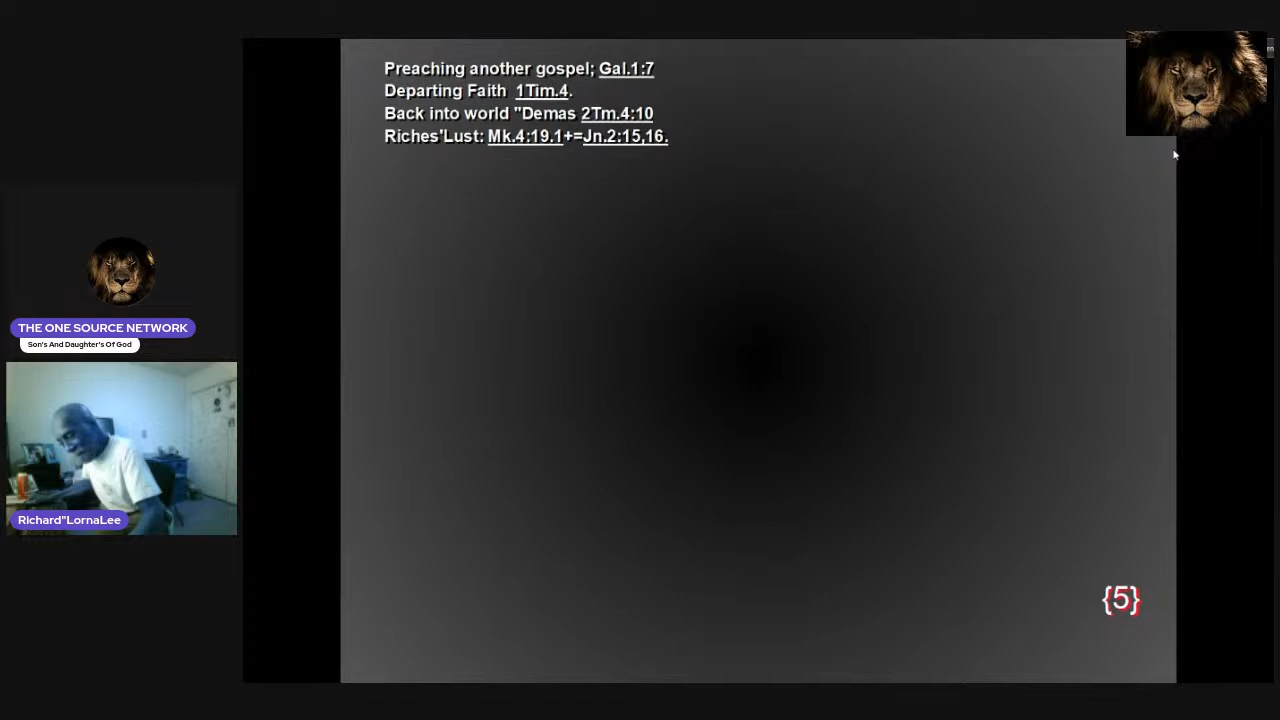 Preaching another gospel; Gal.1:7
Departing Faith 1Tim.4.
Back into world "Demas 2Tm.4:10
Riches'Lust: Mk.4:19.1+=Jn.2:15,16.
THE ONE SOURCE NETWORK
Son's And Daughter's Of God
Richard"LornaLee
{5}